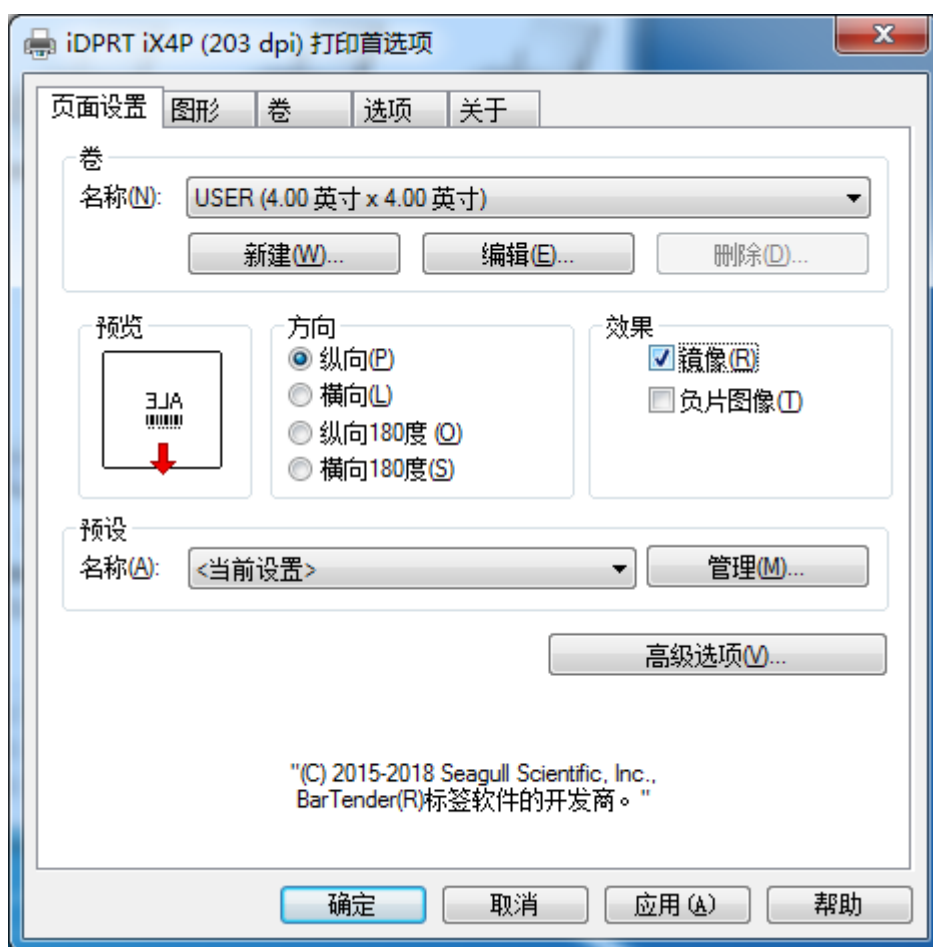 iDPRT iX4P (203 dpi) 打印首选项
页面设置 图形 卷 选项 关于
卷
名称(N): USER (4.00 英寸 x 4.00 英寸)
新建(W)... 编辑(E)... 删除(D)...
预览 方向 效果
纵向(P) 镜像(R)
横向(L) 负片图像(T)
ALE
纵向180度 (O)
横向180度(S)
预设
名称(A): <当前设置> 管理(M)...
高级选项(V)...
"(C) 2015-2018 Seagull Scientific, Inc.,
BarTender(R)标签软件的开发商。"
确定 取消 应用 (A) 帮助